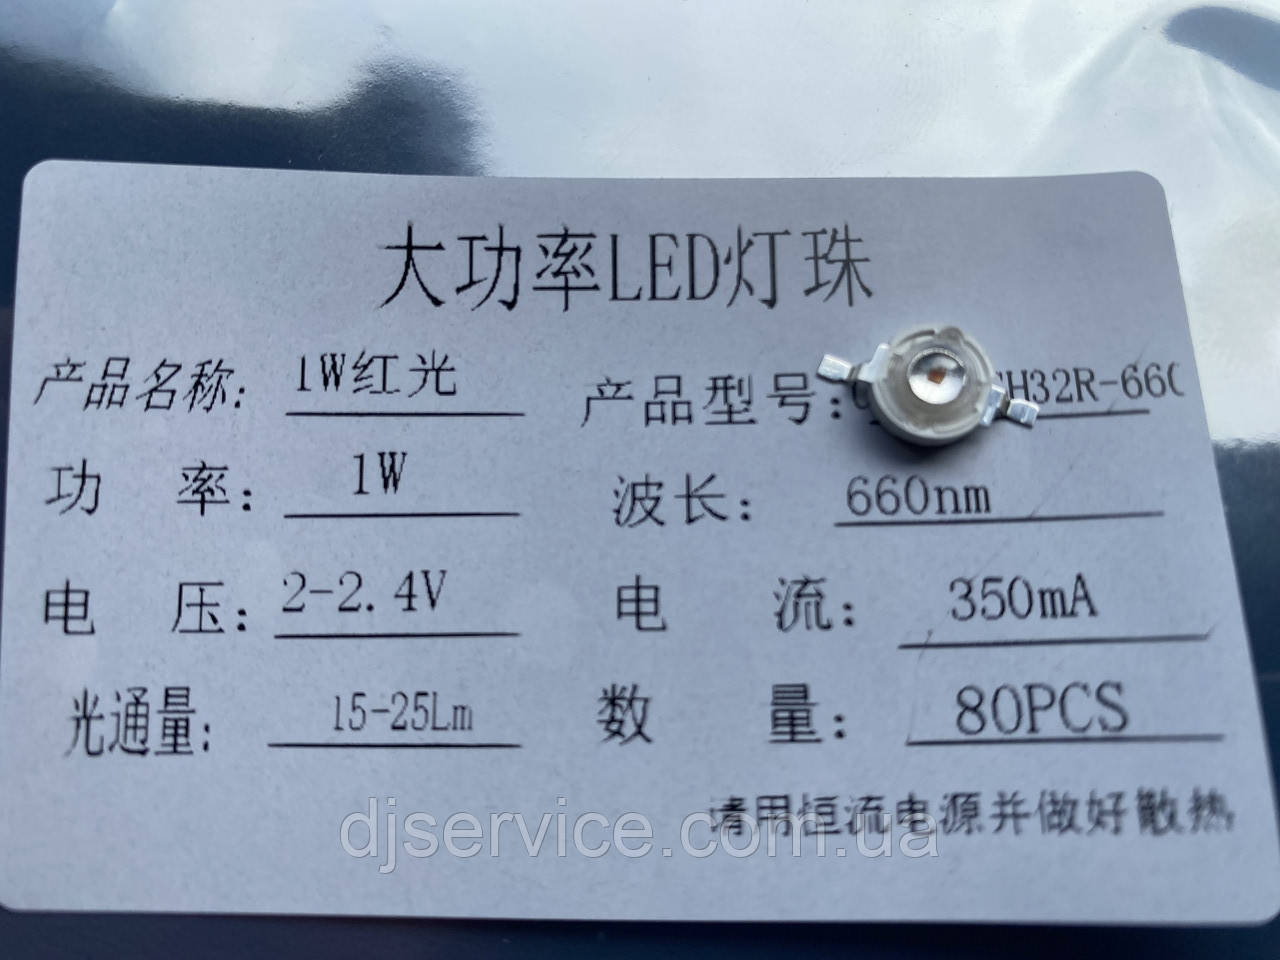 大功率LED灯珠
产品名称: 1W红光 产品型号: H32R-660
功 率: 1W 波长: 660nm
电 压: 2-2.4V 电 流: 350mA
光通量: 15-25Lm 数 量: 80PCS
请用恒流电源并做好散热
djservice.com.ua